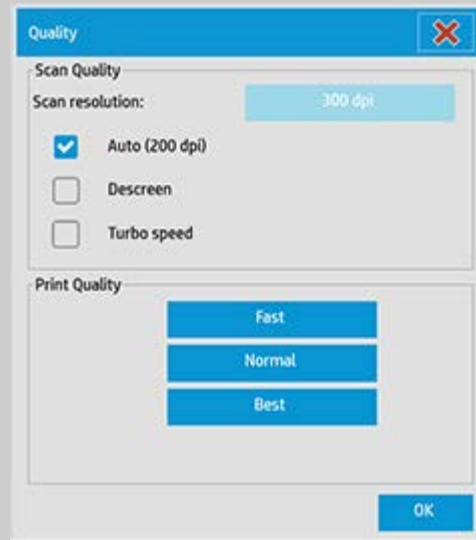 Quality
Scan Quality
Scan resolution: 300 dpi
Auto (200 dpi)
Descreen
Turbo speed
Print Quality
Fast
Normal
Best
OK